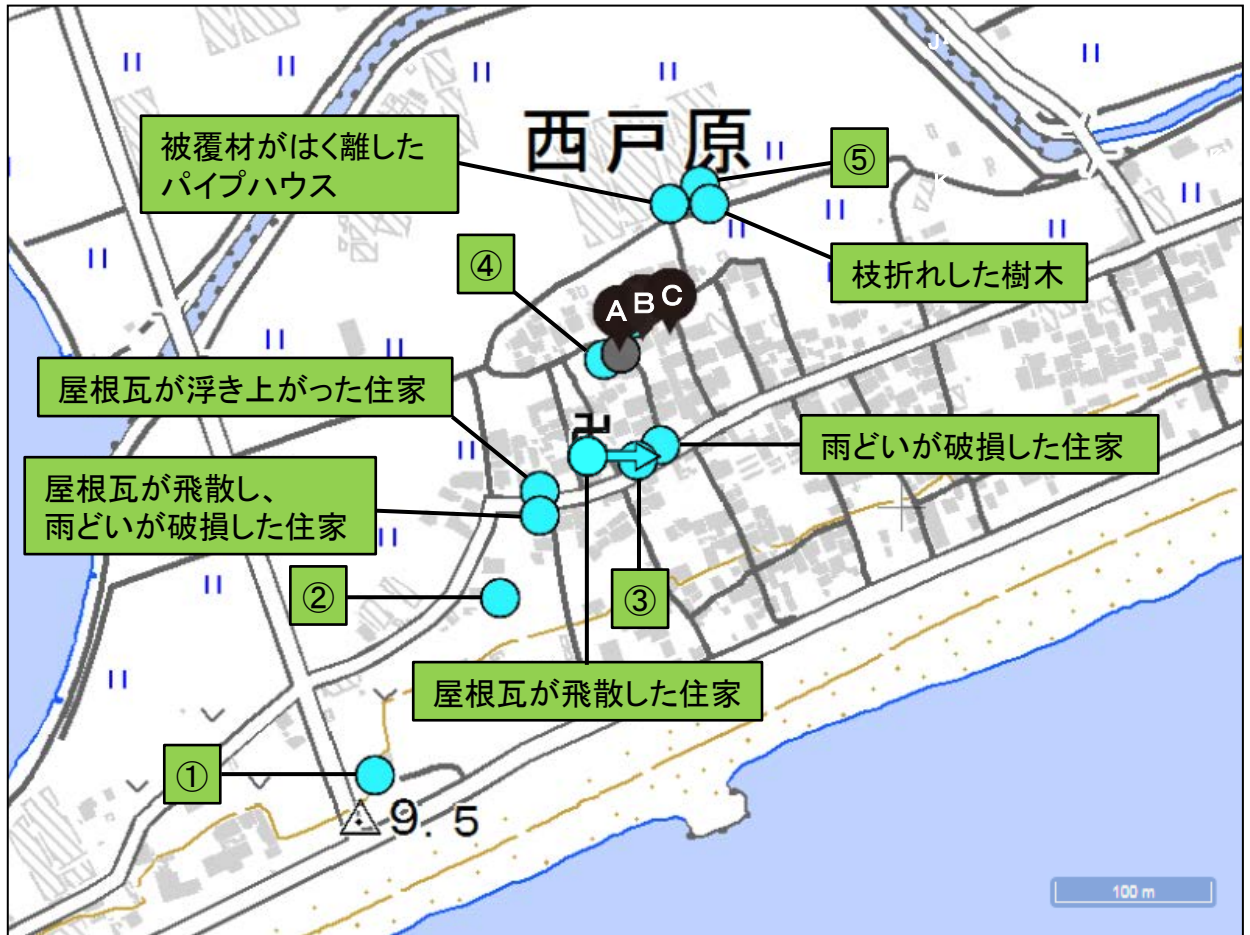 西戸原
被覆材がはく離した
パイプハウス
⑤
枝折れした樹木
④
A
B
C
屋根瓦が浮き上がった住家
雨どいが破損した住家
屋根瓦が飛散し、
雨どいが破損した住家
②
③
屋根瓦が飛散した住家
①
9.5
100 m